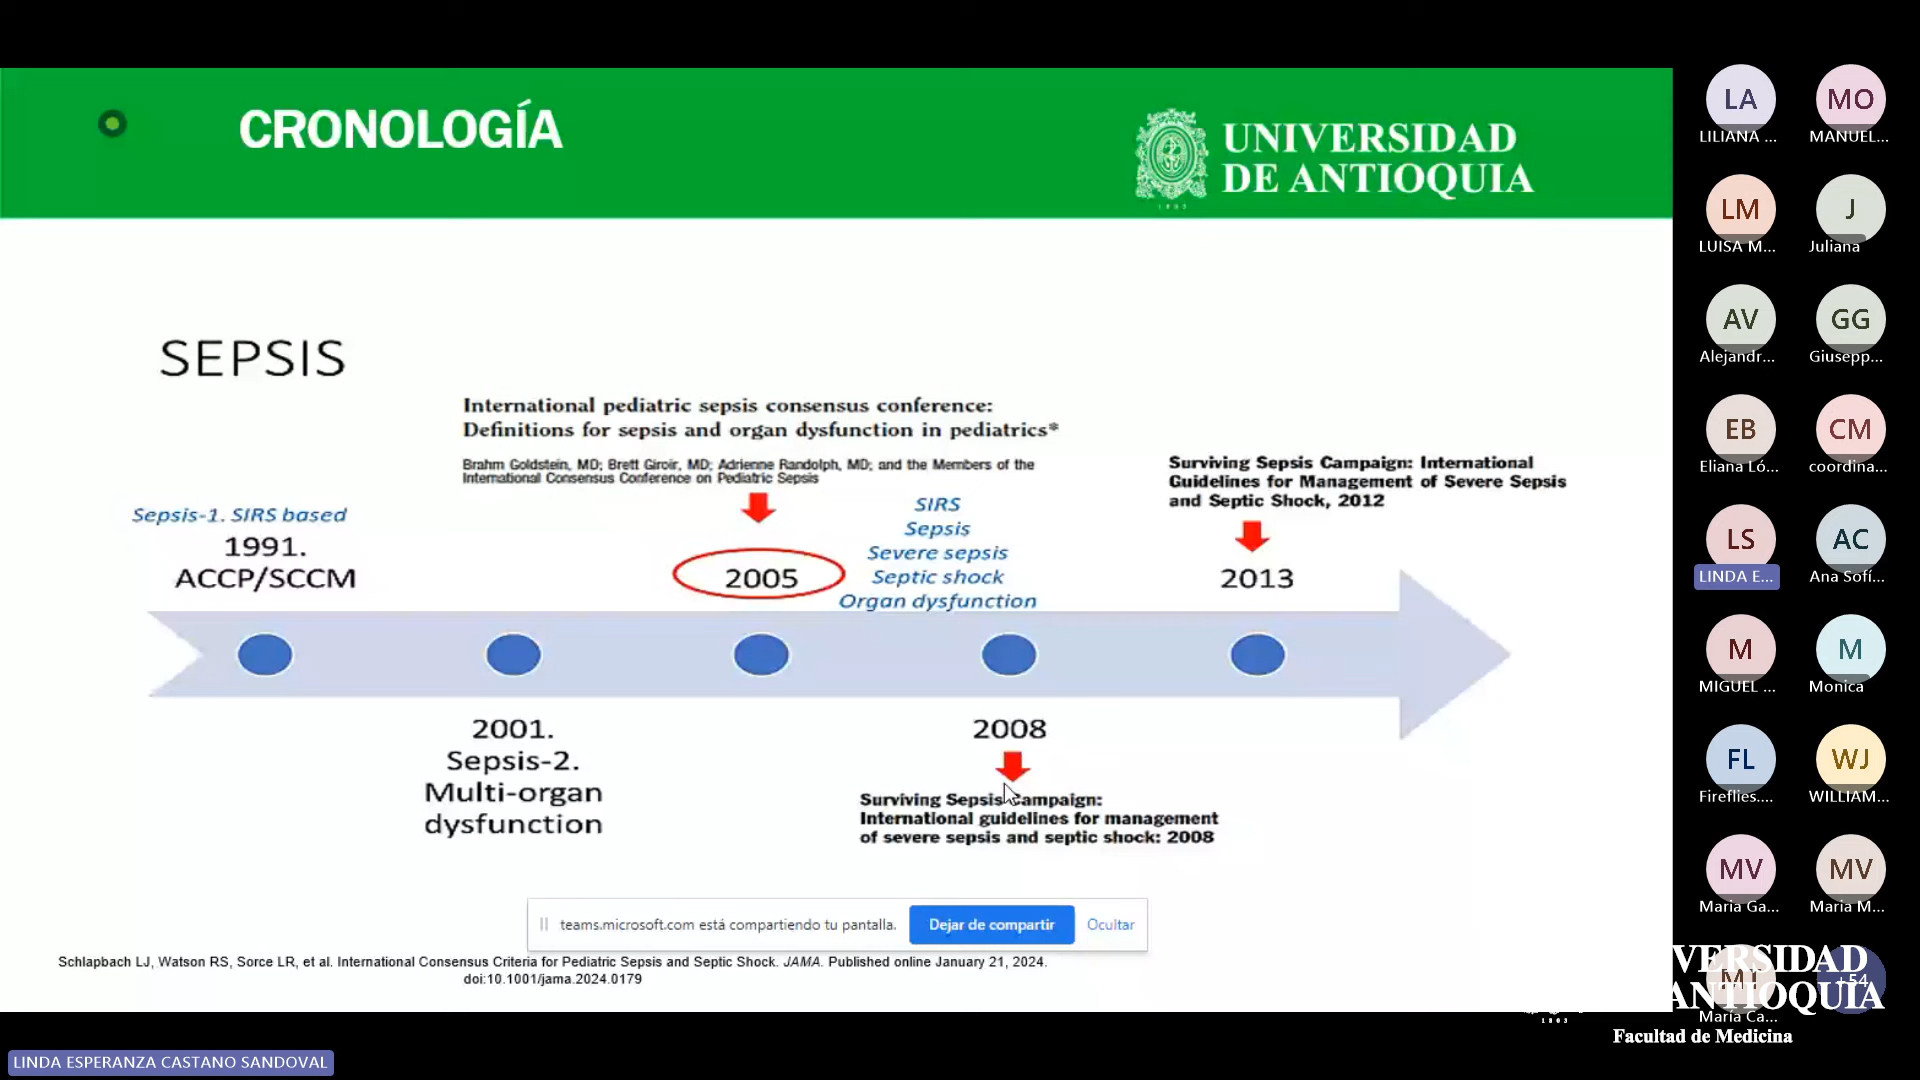 CRONOLOGÍA
UNIVERSIDAD
DE ANTIOQUIA
1803
SEPSIS
International pediatric sepsis consensus conference:
Definitions for sepsis and organ dysfunction in pediatrics*
Brahm Goldstein, MD; Brett Giroir, MD; Adrienne Randolph, MD; and the Members of the
International Consensus Conference on Pediatric Sepsis
Sepsis-1. SIRS based
1991.
ACCP/SCCM
2005
SIRS
Sepsis
Severe sepsis
Septic shock
Organ dysfunction
Surviving Sepsis Campaign: International
Guidelines for Management of Severe Sepsis
and Septic Shock, 2012
2013
2001.
Sepsis-2.
Multi-organ
dysfunction
2008
Surviving Sepsis Campaign:
International guidelines for management
of severe sepsis and septic shock: 2008
teams.microsoft.com está compartiendo tu pantalla.
Dejar de compartir
Ocultar
Schlapbach LJ, Watson RS, Sorce LR, et al. International Consensus Criteria for Pediatric Sepsis and Septic Shock. JAMA. Published online January 21, 2024.
doi:10.1001/jama.2024.0179
LINDA ESPERANZA CASTANO SANDOVAL
LA
LILIANA ...
MO
MANUEL...
LM
LUISA M...
J
Juliana
AV
Alejandr...
GG
Giusepp...
EB
Eliana Ló...
CM
coordina...
LS
LINDA E...
AC
Ana Sofí...
M
MIGUEL ...
M
Monica
FL
Fireflies....
WJ
WILLIAM...
MV
Maria Ga...
MV
Maria M...
+54
María Ca...
VERSIDAD
ANTIOQUIA
1803
Facultad de Medicina